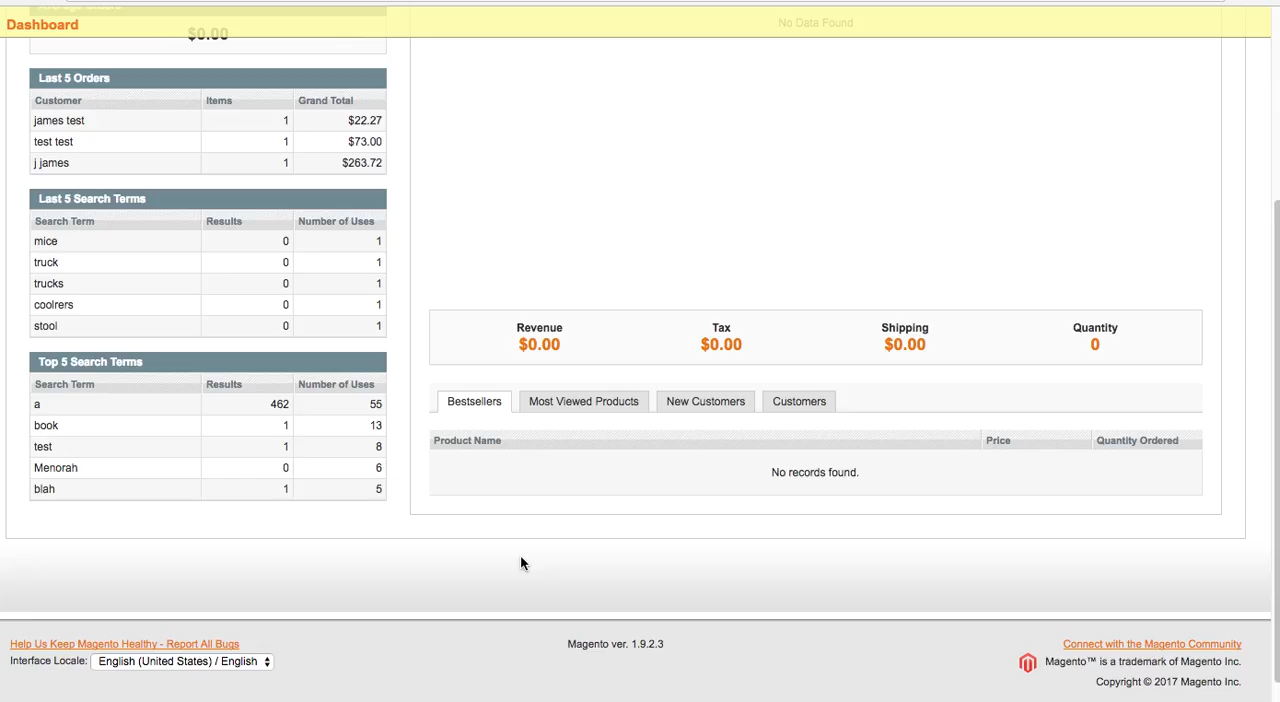 Average Orders
Dashboard
$0.00
No Data Found
Last 5 Orders
Customer Items Grand Total
james test 1 $22.27
test test 1 $73.00
j james 1 $263.72
Last 5 Search Terms
Search Term Results Number of Uses
mice 0 1
truck 0 1
trucks 0 1
coolrers 0 1
stool 0 1
Top 5 Search Terms
Search Term Results Number of Uses
a 462 55
book 1 13
test 1 8
Menorah 0 6
blah 1 5
Revenue Tax Shipping Quantity
$0.00 $0.00 $0.00 0
Bestsellers Most Viewed Products New Customers Customers
Product Name Price Quantity Ordered
No records found.
Help Us Keep Magento Healthy - Report All Bugs
Interface Locale: English (United States) / English
Magento ver. 1.9.2.3
Connect with the Magento Community
Magento™ is a trademark of Magento Inc.
Copyright © 2017 Magento Inc.